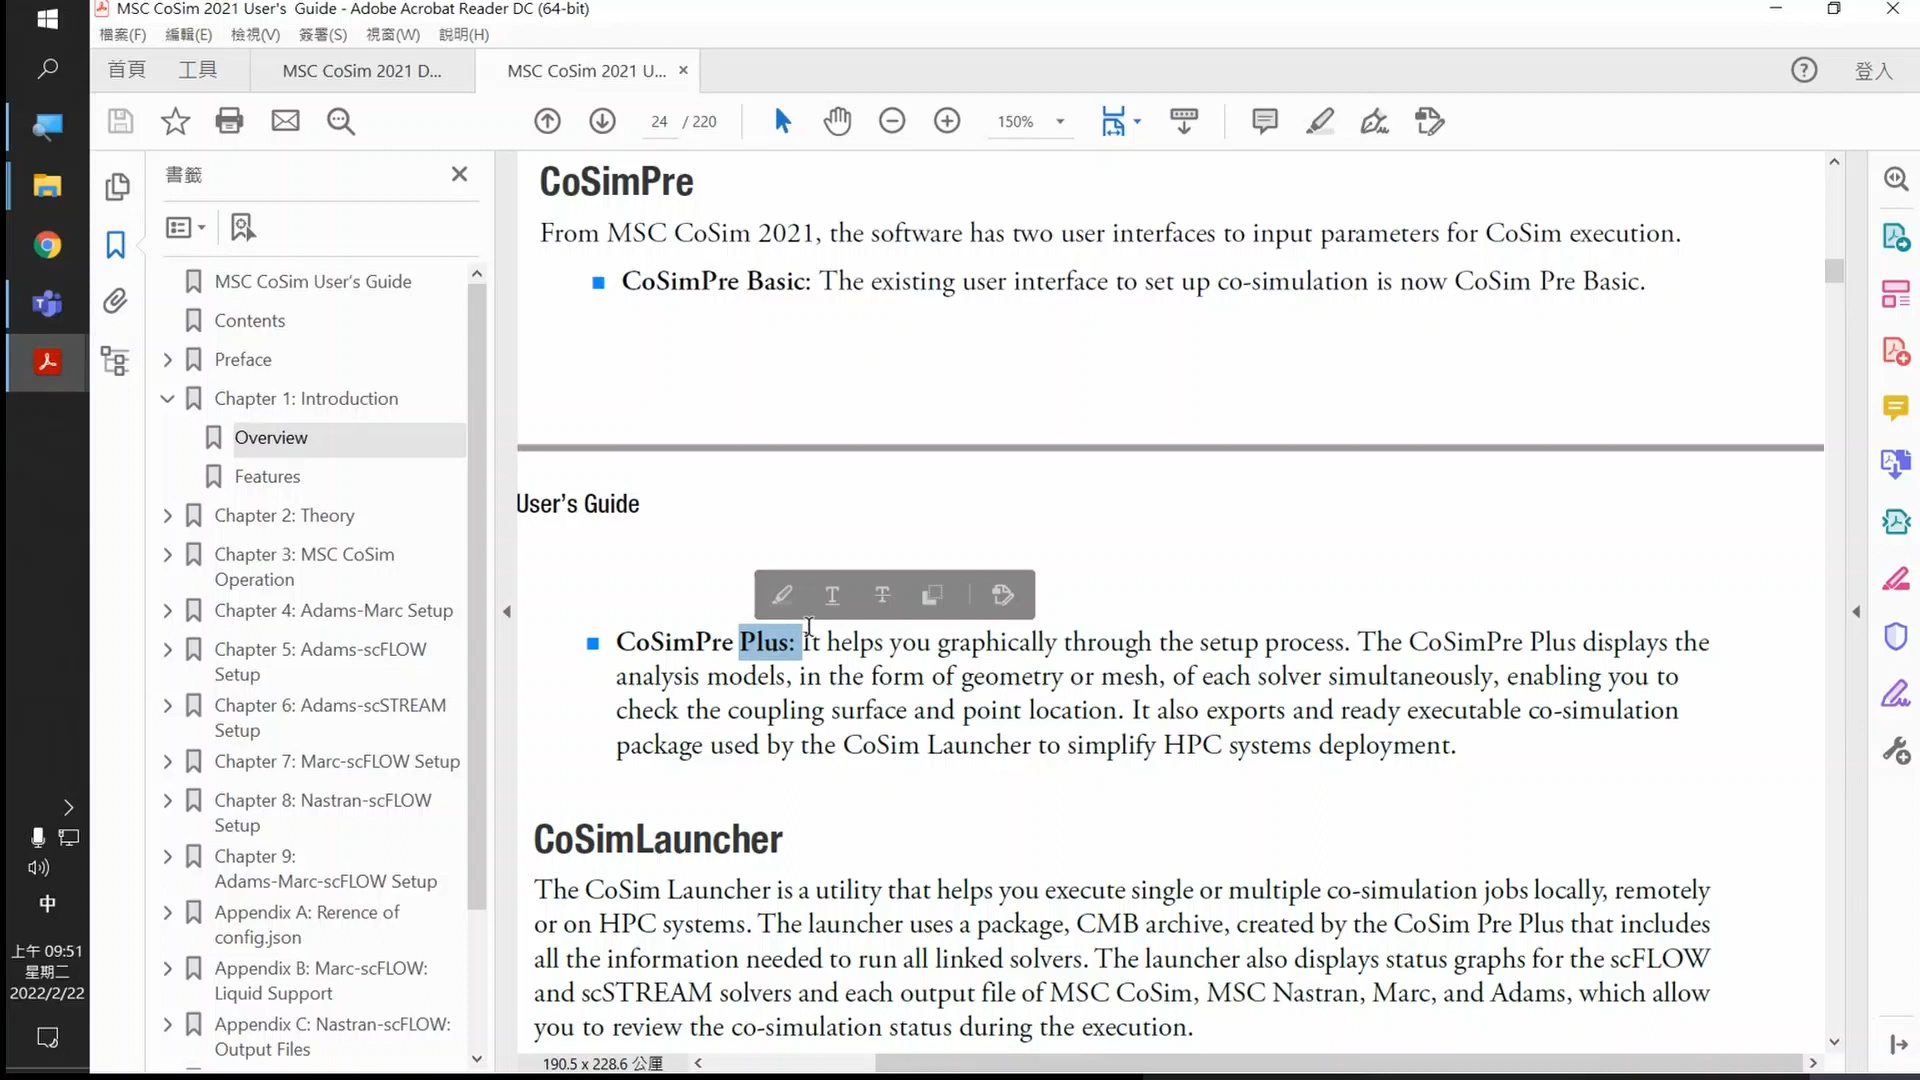 MSC CoSim 2021 User's  Guide - Adobe Acrobat Reader DC (64-bit)
檔案(F) 編輯(E) 檢視(V) 簽署(S) 視窗(W) 說明(H)
首頁 工具 MSC CoSim 2021 D... MSC CoSim 2021 U... 登入
24 / 220 150%
書籤
MSC CoSim User's Guide
Contents
Preface
Chapter 1: Introduction
Overview
Features
Chapter 2: Theory
Chapter 3: MSC CoSim
Operation
Chapter 4: Adams-Marc Setup
Chapter 5: Adams-scFLOW
Setup
Chapter 6: Adams-scSTREAM
Setup
Chapter 7: Marc-scFLOW Setup
Chapter 8: Nastran-scFLOW
Setup
Chapter 9:
Adams-Marc-scFLOW Setup
Appendix A: Rerence of
config.json
Appendix B: Marc-scFLOW:
Liquid Support
Appendix C: Nastran-scFLOW:
Output Files
CoSimPre
From MSC CoSim 2021, the software has two user interfaces to input parameters for CoSim execution.
CoSimPre Basic: The existing user interface to set up co-simulation is now CoSim Pre Basic.
User's Guide
CoSimPre Plus: It helps you graphically through the setup process. The CoSimPre Plus displays the
analysis models, in the form of geometry or mesh, of each solver simultaneously, enabling you to
check the coupling surface and point location. It also exports and ready executable co-simulation
package used by the CoSim Launcher to simplify HPC systems deployment.
CoSimLauncher
The CoSim Launcher is a utility that helps you execute single or multiple co-simulation jobs locally, remotely
or on HPC systems. The launcher uses a package, CMB archive, created by the CoSim Pre Plus that includes
all the information needed to run all linked solvers. The launcher also displays status graphs for the scFLOW
and scSTREAM solvers and each output file of MSC CoSim, MSC Nastran, Marc, and Adams, which allow
you to review the co-simulation status during the execution.
190.5 x 228.6 公厘
中
上午 09:51
星期二
2022/2/22